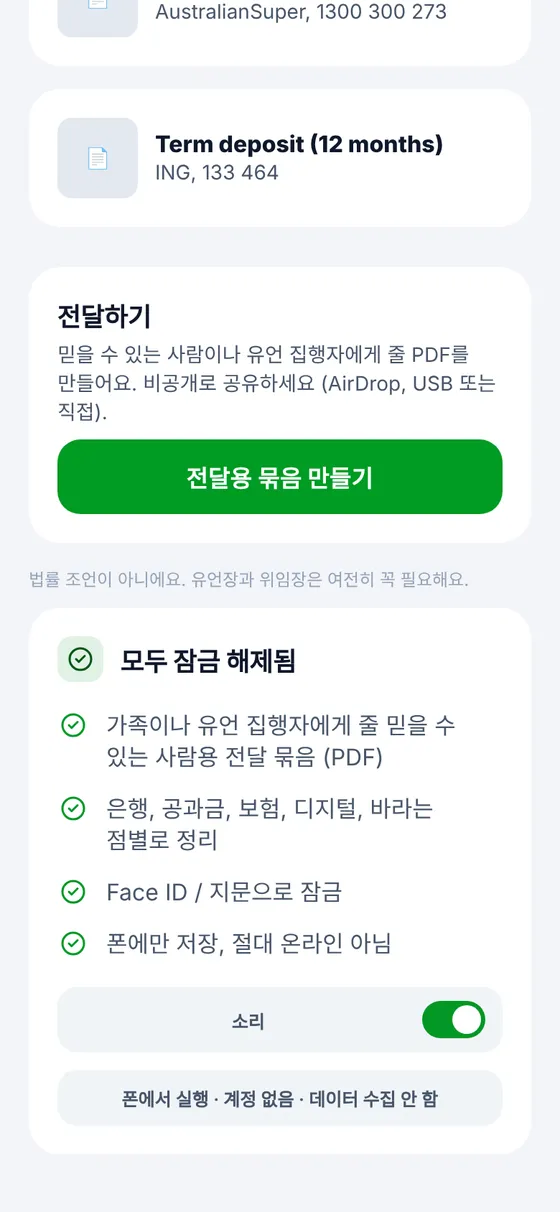 AustralianSuper, 1300 300 273
Term deposit (12 months)
ING, 133 464
전달하기
믿을 수 있는 사람이나 유언 집행자에게 줄 PDF를
만들어요. 비공개로 공유하세요 (AirDrop, USB 또는
직접).
전달용 묶음 만들기
법률 조언이 아니에요. 유언장과 위임장은 여전히 꼭 필요해요.
모두 잠금 해제됨
가족이나 유언 집행자에게 줄 믿을 수
있는 사람용 전달 묶음 (PDF)
은행, 공과금, 보험, 디지털, 바라는
점별로 정리
Face ID / 지문으로 잠금
폰에만 저장, 절대 온라인 아님
소리
폰에서 실행 · 계정 없음 · 데이터 수집 안 함